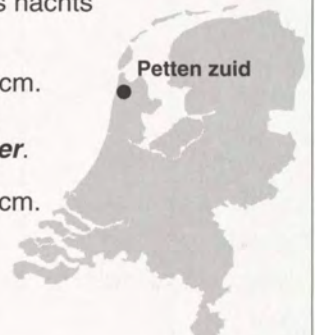 s nachts
Petten zuid
cm.
er.
cm.